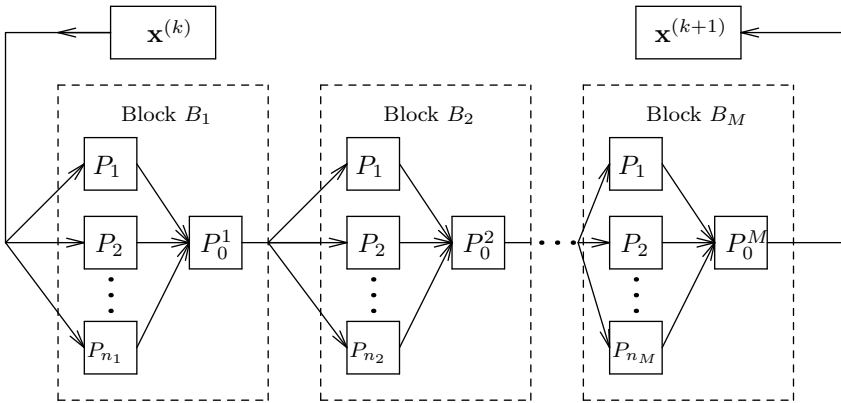 x^(k) x^(k+1)
Block B_1 Block B_2 Block B_M
P_1 P_1 P_1
P_2 P_0^1 P_2 P_0^2 P_2 P_0^M
P_{n_1} P_{n_2} P_{n_M}